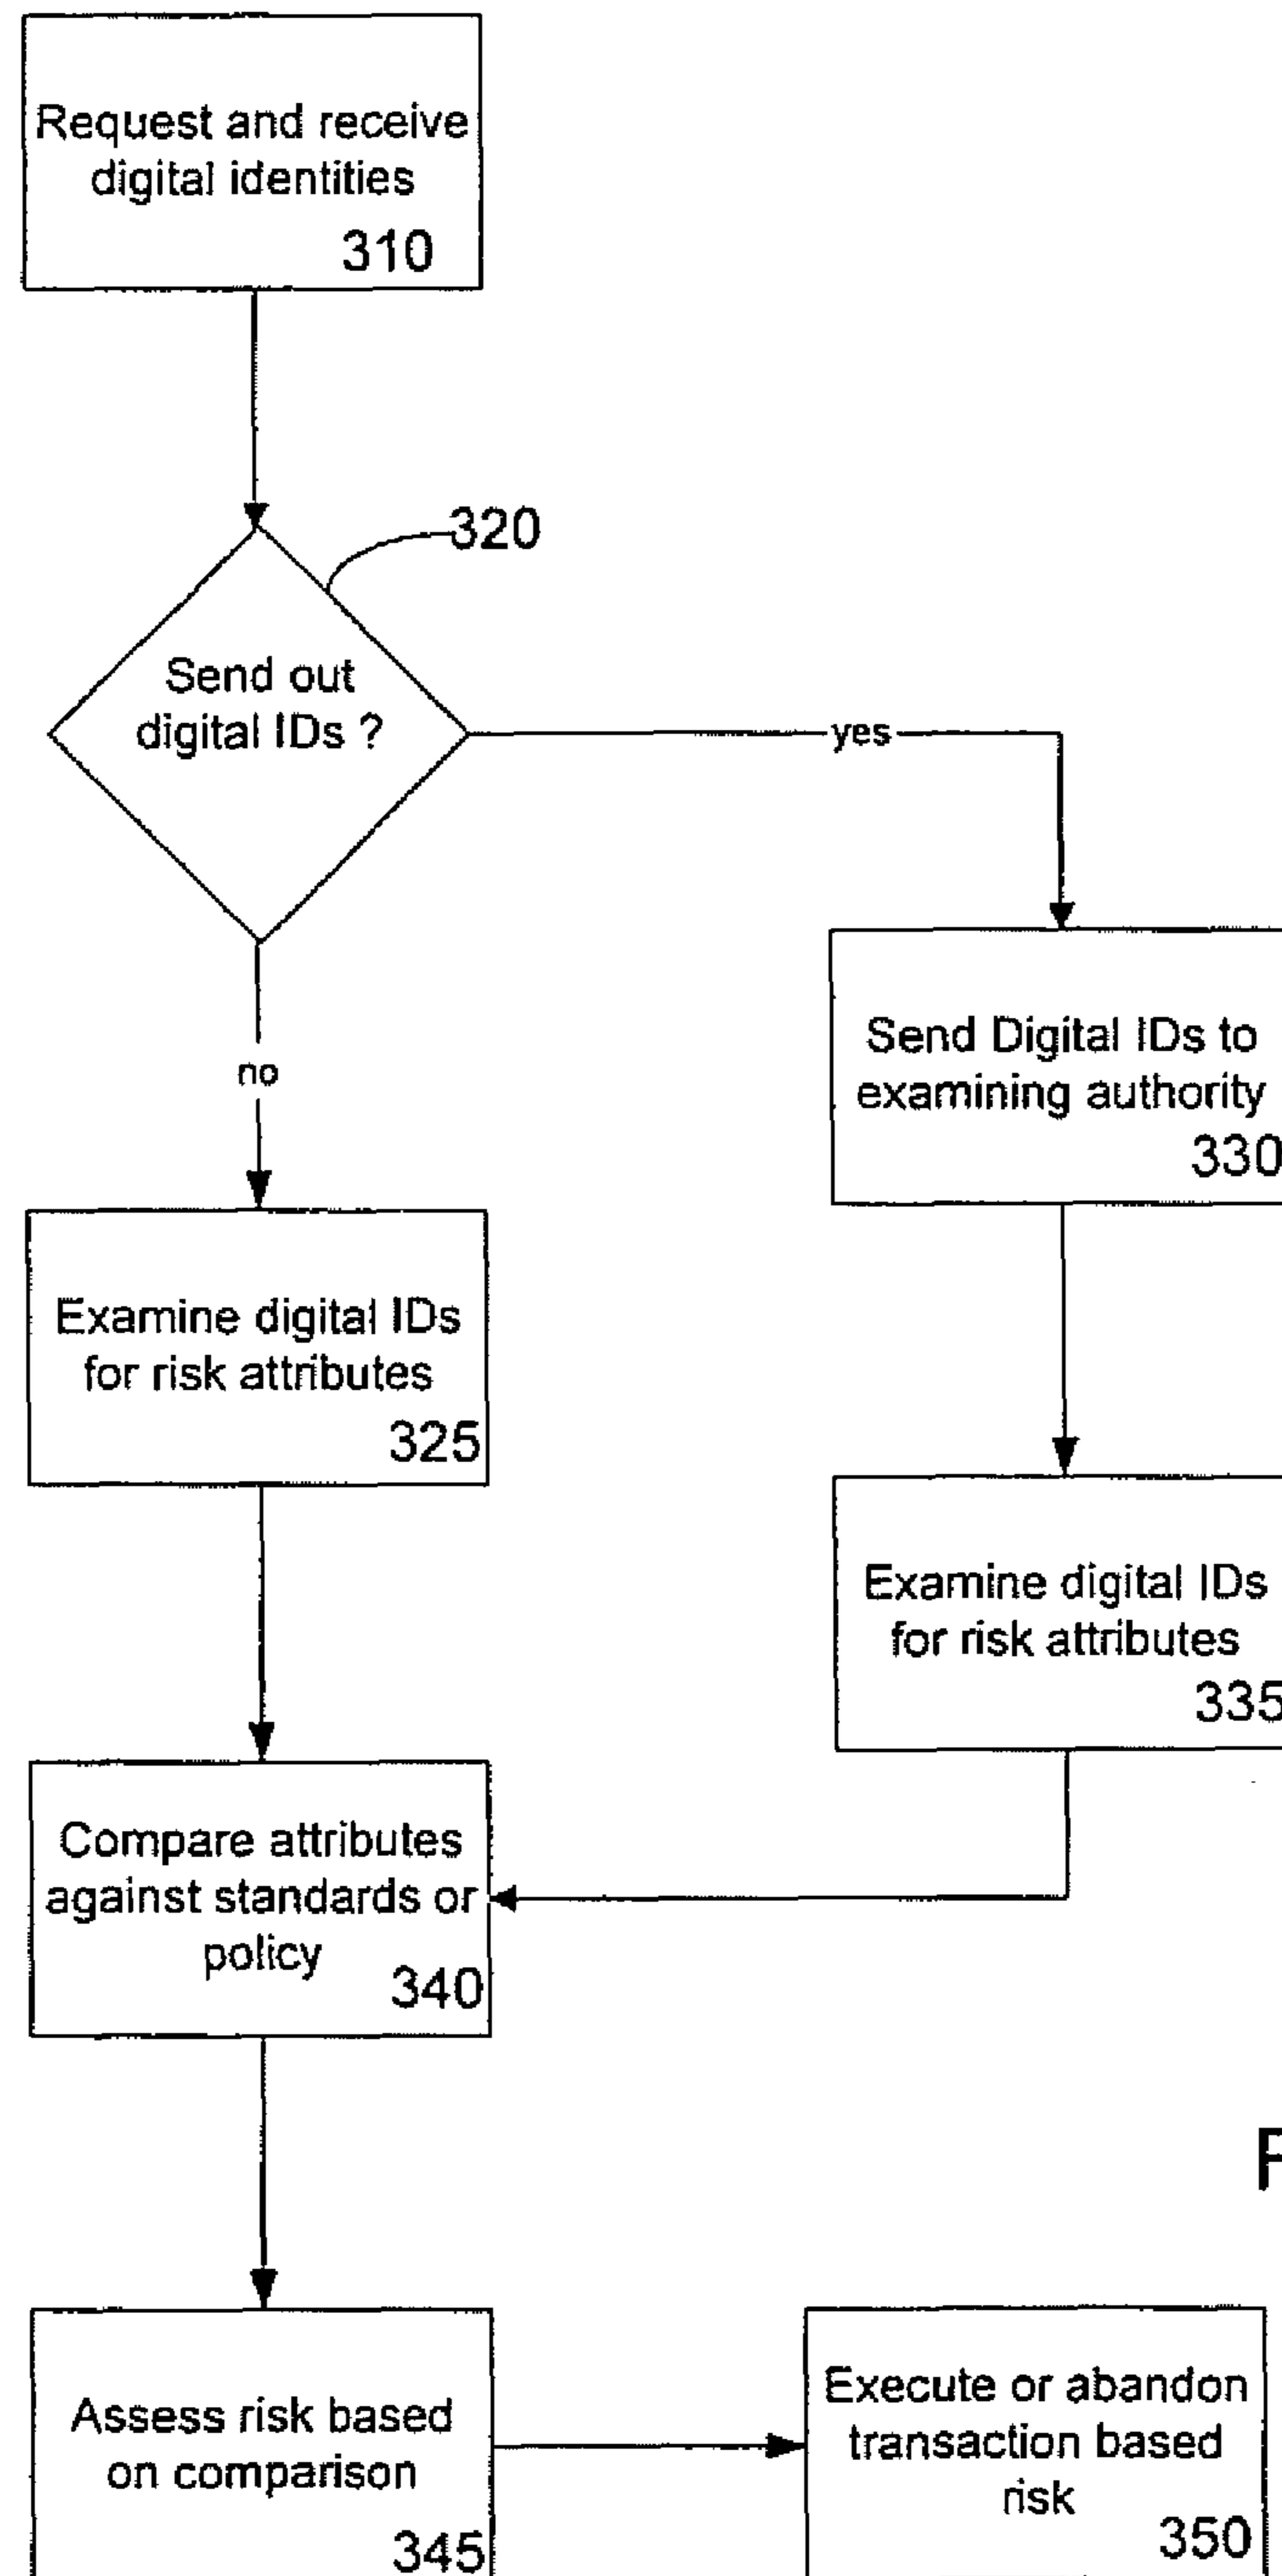 Request and receive
digital identities
310
320
Send out
digital IDs ?
yes
no
Send Digital IDs to
examining authority
330
Examine digital IDs
for risk attributes
325
Examine digital IDs
for risk attributes
335
Compare attributes
against standards or
policy
340
F
Assess risk based
on comparison
345
Execute or abandon
transaction based
risk
350